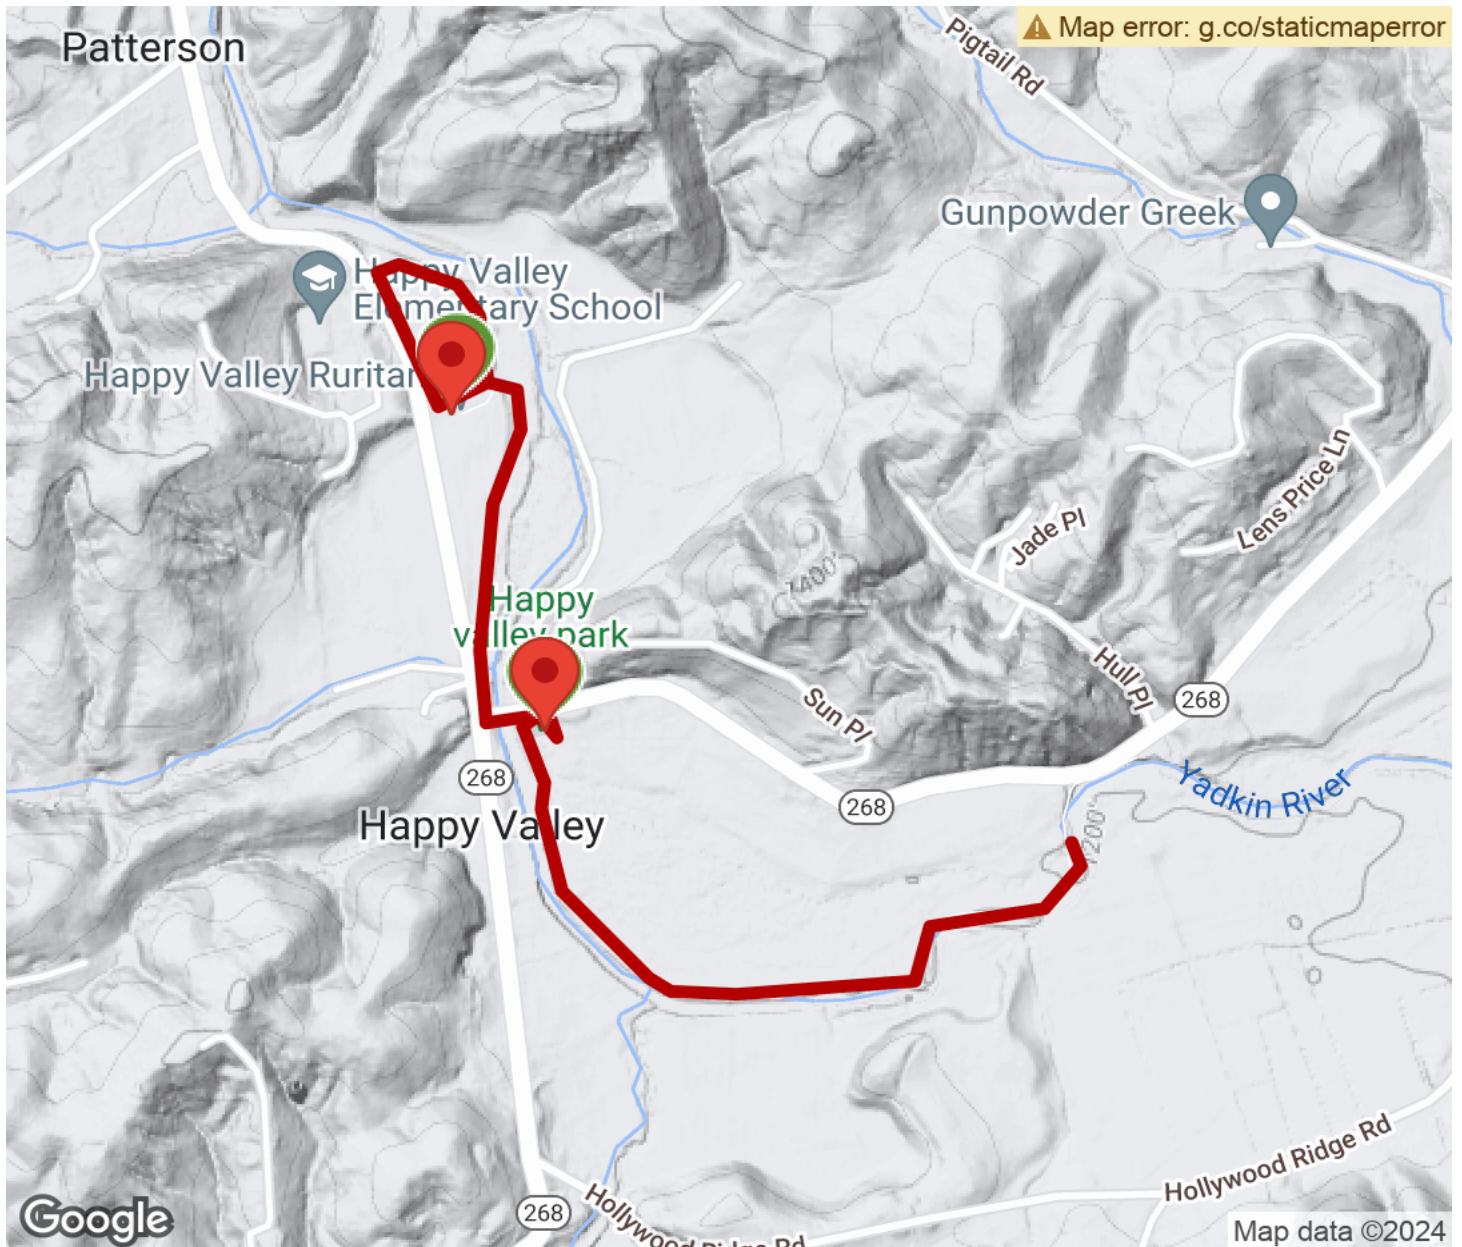 Patterson
Map error: g.co/staticmaperror
Pigtail Rd
Gunpowder Greek
Happy Valley
Elementary School
Happy Valley Ruritan
Lens Price Ln
Jade Pl
1400'
Happy
valley park
Hull Pl
Sun Pl
268
268
268
Yadkin River
Happy Valley
1200'
Hollywood Ridge Rd
Hollywood Ridge Rd
268
Google
Map data ©2024